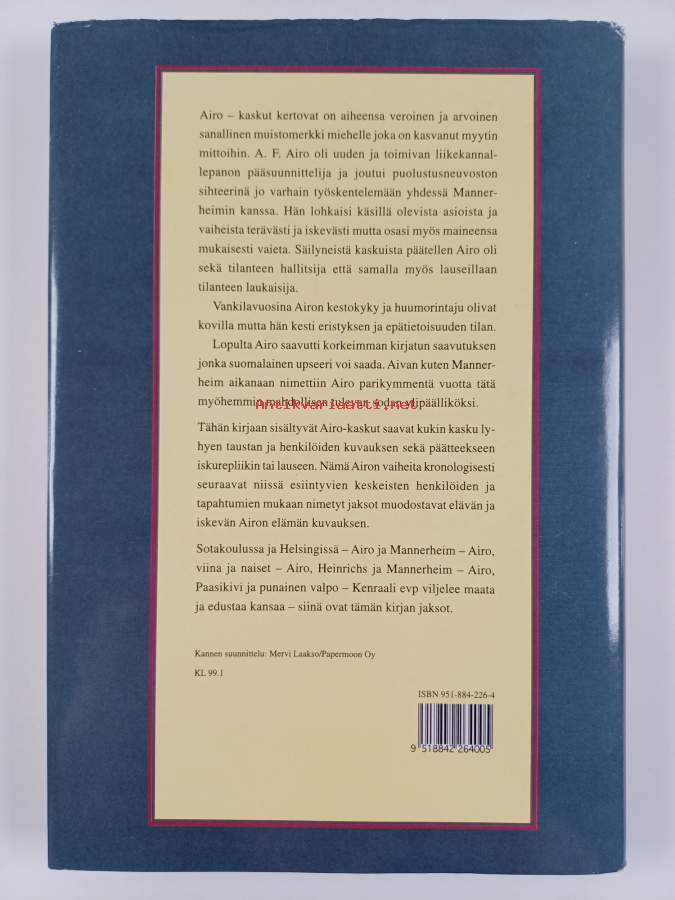 Airo – kaskut kertovat on aiheensa veroinen ja arvoinen
sanallinen muistomerkki miehelle joka on kasvanut myytin
mittoihin. A. F. Airo oli uuden ja toimivan liikekannal-
lepanon pääsuunnittelija ja joutui puolustusneuvoston
sihteerinä jo varhain työskentelemään yhdessä Manner-
heimin kanssa. Hän lohkaisi käsillä olevista asioista ja
vaiheista terävästi ja iskevästi mutta osasi myös maineensa
mukaisesti vaieta. Säilyneistä kaskuista päätellen Airo oli
sekä tilanteen hallitsija että samalla myös lauseillaan
tilanteen laukaisija.
Vankilavuosina Airon kestokyky ja huumorintaju olivat
kovilla mutta hän kesti eristyksen ja epätietoisuuden tilan.
Lopulta Airo saavutti korkeimman kirjatun saavutuksen
jonka suomalainen upseeri voi saada. Aivan kuten Manner-
heim aikanaan nimettiin Airo parikymmentä vuotta tätä
myöhemmin mahdollisen tulevan sodan ylipäälliköksi.
Antikvariaatti.net
Tähän kirjaan sisältyvät Airo-kaskut saavat kukin kasku ly-
hyen taustan ja henkilöiden kuvauksen sekä päätteekseen
iskurepliikin tai lauseen. Nämä Airon vaiheita kronologisesti
seuraavat niissä esiintyvien keskeisten henkilöiden ja
tapahtumien mukaan nimetyt jaksot muodostavat elävän ja
iskevän Airon elämän kuvauksen.
Sotakoulussa ja Helsingissä – Airo ja Mannerheim – Airo,
viina ja naiset – Airo, Heinrichs ja Mannerheim – Airo,
Paasikivi ja punainen valpo – Kenraali evp viljelee maata
ja edustaa kansaa – siinä ovat tämän kirjan jaksot.
Kannen suunnittelu: Mervi Laakso/Papermoon Oy
KL 99.1
ISBN 951-884-226-4
9 518842 264005